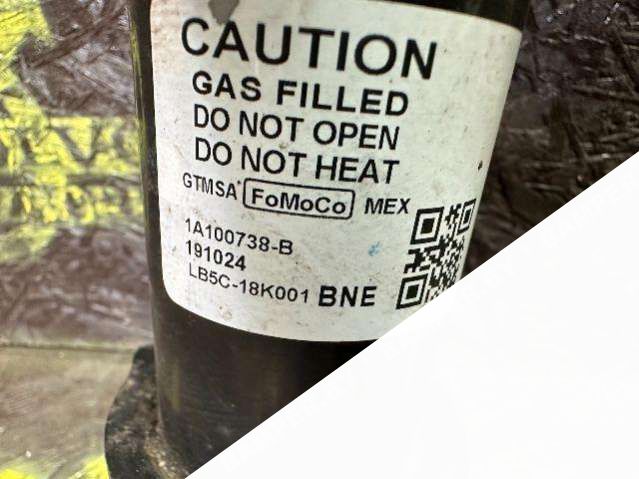 CAUTION
GAS FILLED
DO NOT OPEN
DO NOT HEAT
GTMSA FoMoCo MEX
1A100738-B
191024
LB5C-18K001 BNE